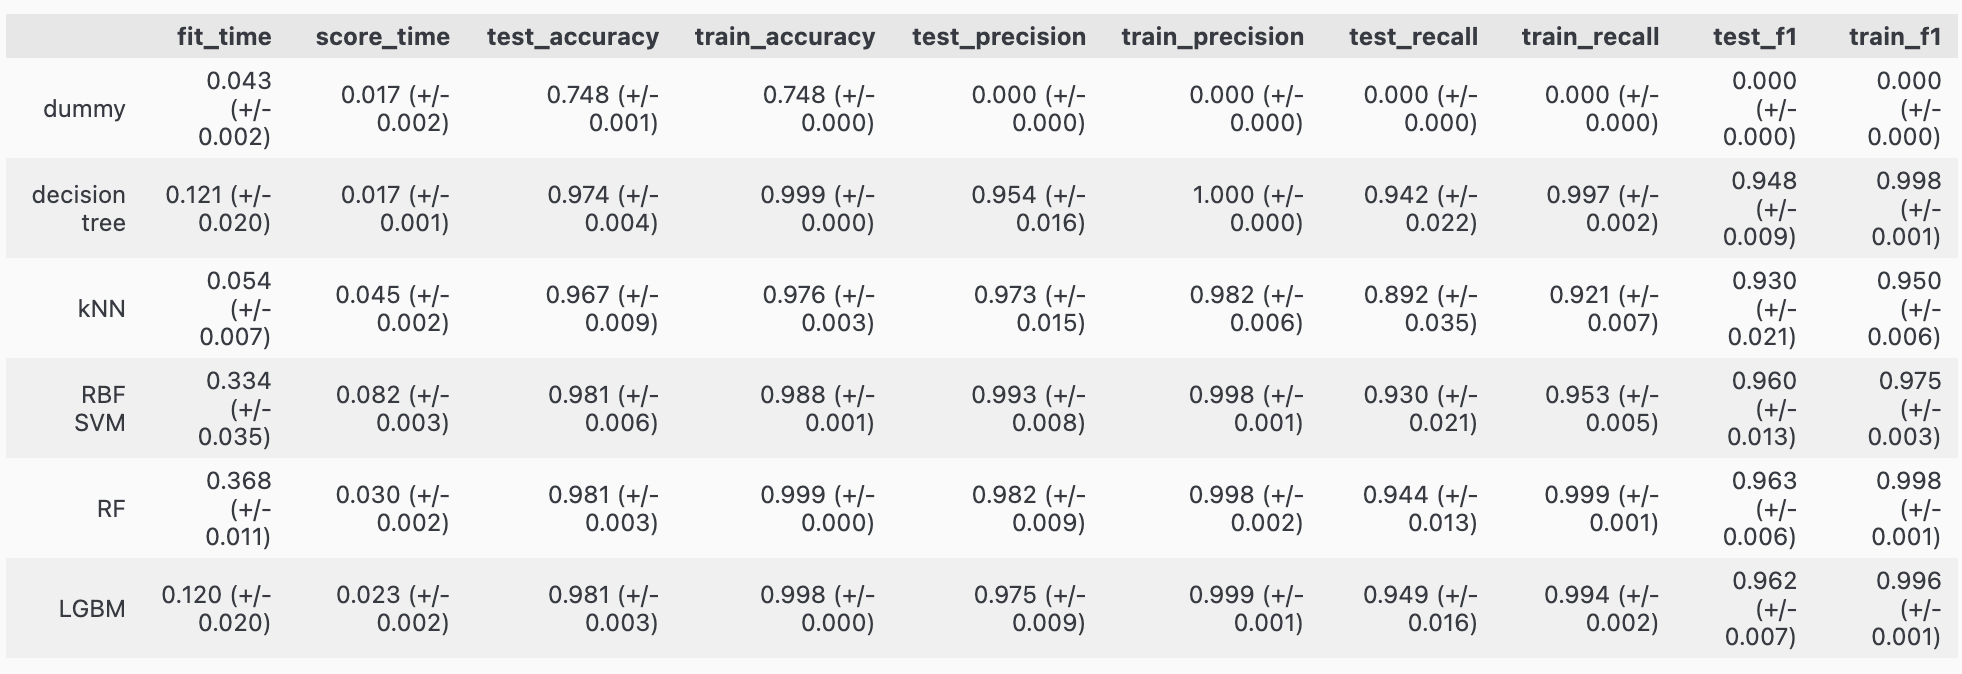 fit_time score_time test_accuracy train_accuracy test_precision train_precision test_recall train_recall test_f1 train_f1
dummy 0.043 (+/- 0.002) 0.017 (+/- 0.002) 0.748 (+/- 0.001) 0.748 (+/- 0.000) 0.000 (+/- 0.000) 0.000 (+/- 0.000) 0.000 (+/- 0.000) 0.000 (+/- 0.000) 0.000 (+/- 0.000) 0.000 (+/- 0.000)
decision tree 0.121 (+/- 0.020) 0.017 (+/- 0.001) 0.974 (+/- 0.004) 0.999 (+/- 0.000) 0.954 (+/- 0.016) 1.000 (+/- 0.000) 0.942 (+/- 0.022) 0.997 (+/- 0.002) 0.948 (+/- 0.009) 0.998 (+/- 0.001)
kNN 0.054 (+/- 0.007) 0.045 (+/- 0.002) 0.967 (+/- 0.009) 0.976 (+/- 0.003) 0.973 (+/- 0.015) 0.982 (+/- 0.006) 0.892 (+/- 0.035) 0.921 (+/- 0.007) 0.930 (+/- 0.021) 0.950 (+/- 0.006)
RBF SVM 0.334 (+/- 0.035) 0.082 (+/- 0.003) 0.981 (+/- 0.006) 0.988 (+/- 0.001) 0.993 (+/- 0.008) 0.998 (+/- 0.001) 0.930 (+/- 0.021) 0.953 (+/- 0.005) 0.960 (+/- 0.013) 0.975 (+/- 0.003)
RF 0.368 (+/- 0.011) 0.030 (+/- 0.002) 0.981 (+/- 0.003) 0.999 (+/- 0.000) 0.982 (+/- 0.009) 0.998 (+/- 0.002) 0.944 (+/- 0.013) 0.999 (+/- 0.001) 0.963 (+/- 0.006) 0.998 (+/- 0.001)
LGBM 0.120 (+/- 0.020) 0.023 (+/- 0.002) 0.981 (+/- 0.003) 0.998 (+/- 0.000) 0.975 (+/- 0.009) 0.999 (+/- 0.001) 0.949 (+/- 0.016) 0.994 (+/- 0.002) 0.962 (+/- 0.007) 0.996 (+/- 0.001)